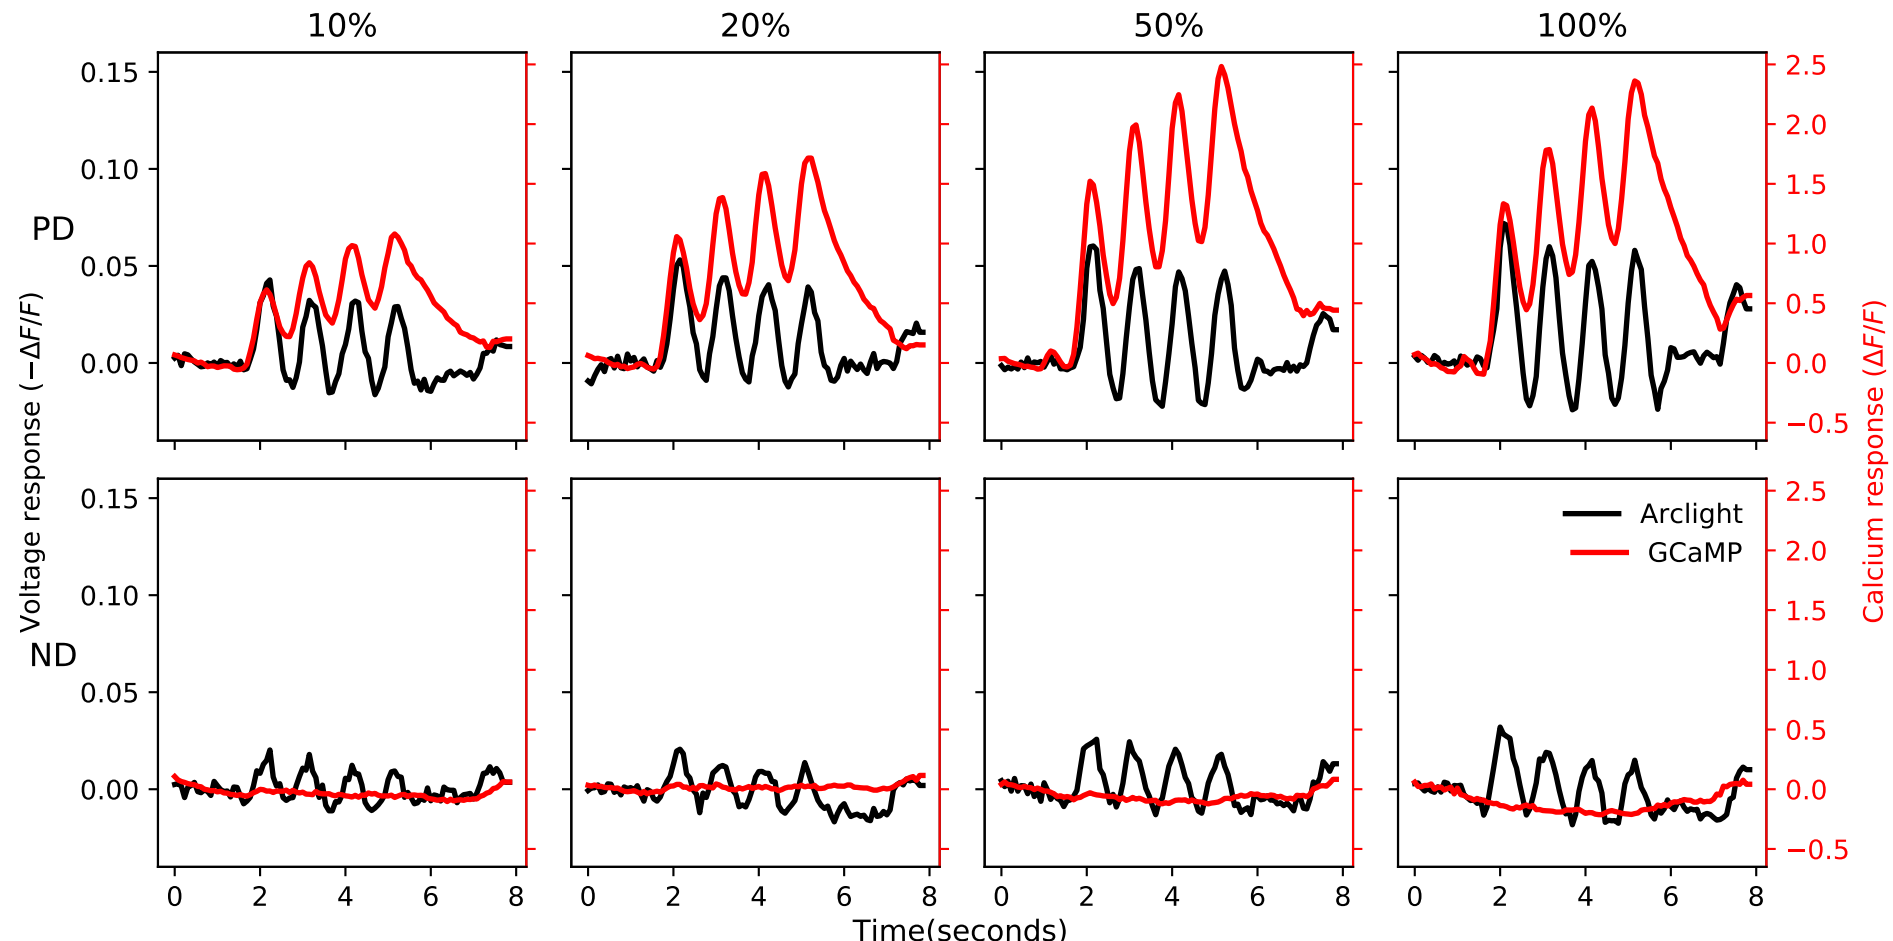 10% 20% 50% 100%
Voltage response (−ΔF/F)
PD
0.15
0.10
0.05
0.00
2.5
2.0
1.5
1.0
0.5
0.0
−0.5
Calcium response (ΔF/F)
ND
0.15
0.10
0.05
0.00
Arclight
GCaMP
2.5
2.0
1.5
1.0
0.5
0.0
−0.5
0 2 4 6 8 0 2 4 6 8 0 2 4 6 8 0 2 4 6 8
Time(seconds)